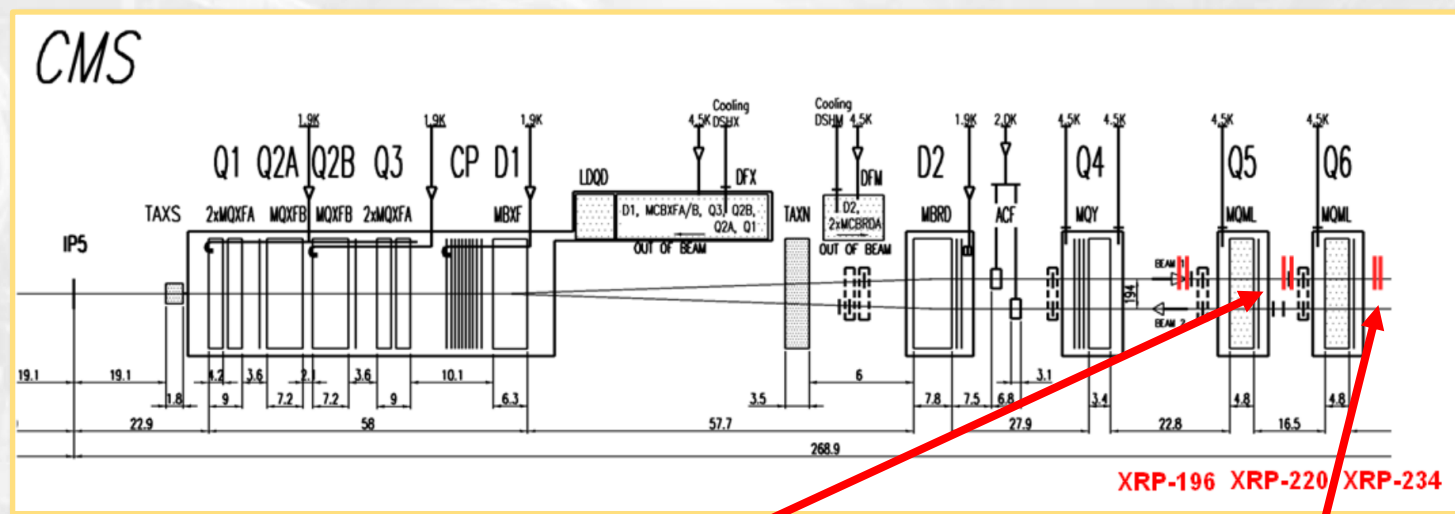 CMS
1.9K 1.9K 1.9K 4.5K Cooling DSHX Cooling DSHM 4.5K 1.9K 2.0K 4.5K 4.5K 4.5K 4.5K
Q1 Q2A Q2B Q3 CP D1 LDQD DFX DFM D2 Q4 Q5 Q6
TAXS 2xMQXFA MQXFB MQXFB 2xMQXFA MBXF TAXN MBRD ACF MQY MQML MQML
D1, MCBXFA/B, Q3, Q2B,
Q2A, Q1
OUT OF BEAM
D2,
2xMCBRDA
OUT OF BEAM
IP5
BEAM 1
194
BEAM 2
19.1 19.1 4.2 3.6 2.1 3.6 10.1 6 3.1
1.8 9 7.2 7.2 9 6.3 3.5 7.8 7.5 6.8 3.4 4.8 4.8
22.9 58 57.7 27.9 22.8 16.5
268.9
XRP-196 XRP-220 XRP-234